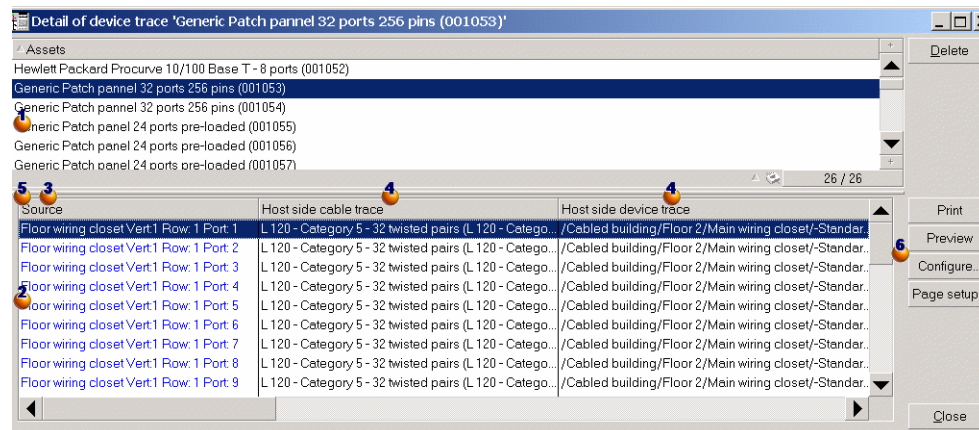 Detail of device trace 'Generic Patch pannel 32 ports 256 pins (001053)'
Assets
Delete
Hewlett Packard Procurve 10/100 Base T - 8 ports (001052)
Generic Patch pannel 32 ports 256 pins (001053)
Generic Patch pannel 32 ports 256 pins (001054)
1
neric Patch panel 24 ports pre-loaded (001055)
Generic Patch panel 24 ports pre-loaded (001056)
Generic Patch panel 24 ports pre-loaded (001057)
26 / 26
5 3 4 4
Source Host side cable trace Host side device trace
Print
Floor wiring closet Vert:1 Row: 1 Port: 1 L 120 - Category 5 - 32 twisted pairs (L 120 - Catego... /Cabled building/Floor 2/Main wiring closet/-Standar...
Preview
Floor wiring closet Vert:1 Row: 1 Port: 2 L 120 - Category 5 - 32 twisted pairs (L 120 - Catego... /Cabled building/Floor 2/Main wiring closet/-Standar...
6
Floor wiring closet Vert:1 Row: 1 Port: 3 L 120 - Category 5 - 32 twisted pairs (L 120 - Catego... /Cabled building/Floor 2/Main wiring closet/-Standar...
Configure...
Floor wiring closet Vert:1 Row: 1 Port: 4 L 120 - Category 5 - 32 twisted pairs (L 120 - Catego... /Cabled building/Floor 2/Main wiring closet/-Standar...
2
Page setup
Floor wiring closet Vert:1 Row: 1 Port: 5 L 120 - Category 5 - 32 twisted pairs (L 120 - Catego... /Cabled building/Floor 2/Main wiring closet/-Standar...
Floor wiring closet Vert:1 Row: 1 Port: 6 L 120 - Category 5 - 32 twisted pairs (L 120 - Catego... /Cabled building/Floor 2/Main wiring closet/-Standar...
Floor wiring closet Vert:1 Row: 1 Port: 7 L 120 - Category 5 - 32 twisted pairs (L 120 - Catego... /Cabled building/Floor 2/Main wiring closet/-Standar...
Floor wiring closet Vert:1 Row: 1 Port: 8 L 120 - Category 5 - 32 twisted pairs (L 120 - Catego... /Cabled building/Floor 2/Main wiring closet/-Standar...
Floor wiring closet Vert:1 Row: 1 Port: 9 L 120 - Category 5 - 32 twisted pairs (L 120 - Catego... /Cabled building/Floor 2/Main wiring closet/-Standar...
Close